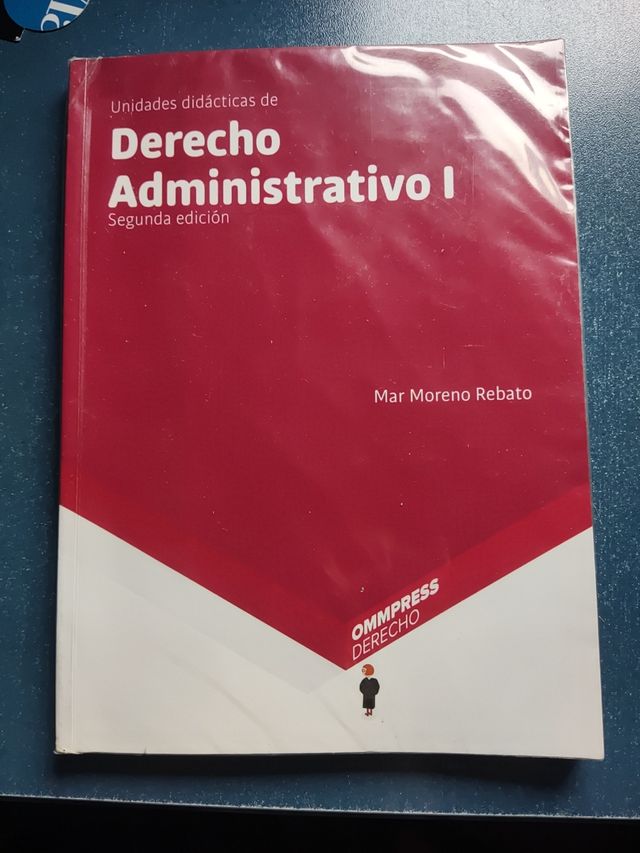 Unidades didácticas de
Derecho
Administrativo I
Segunda edición
Mar Moreno Rebato
OMMPRESS
DERECHO